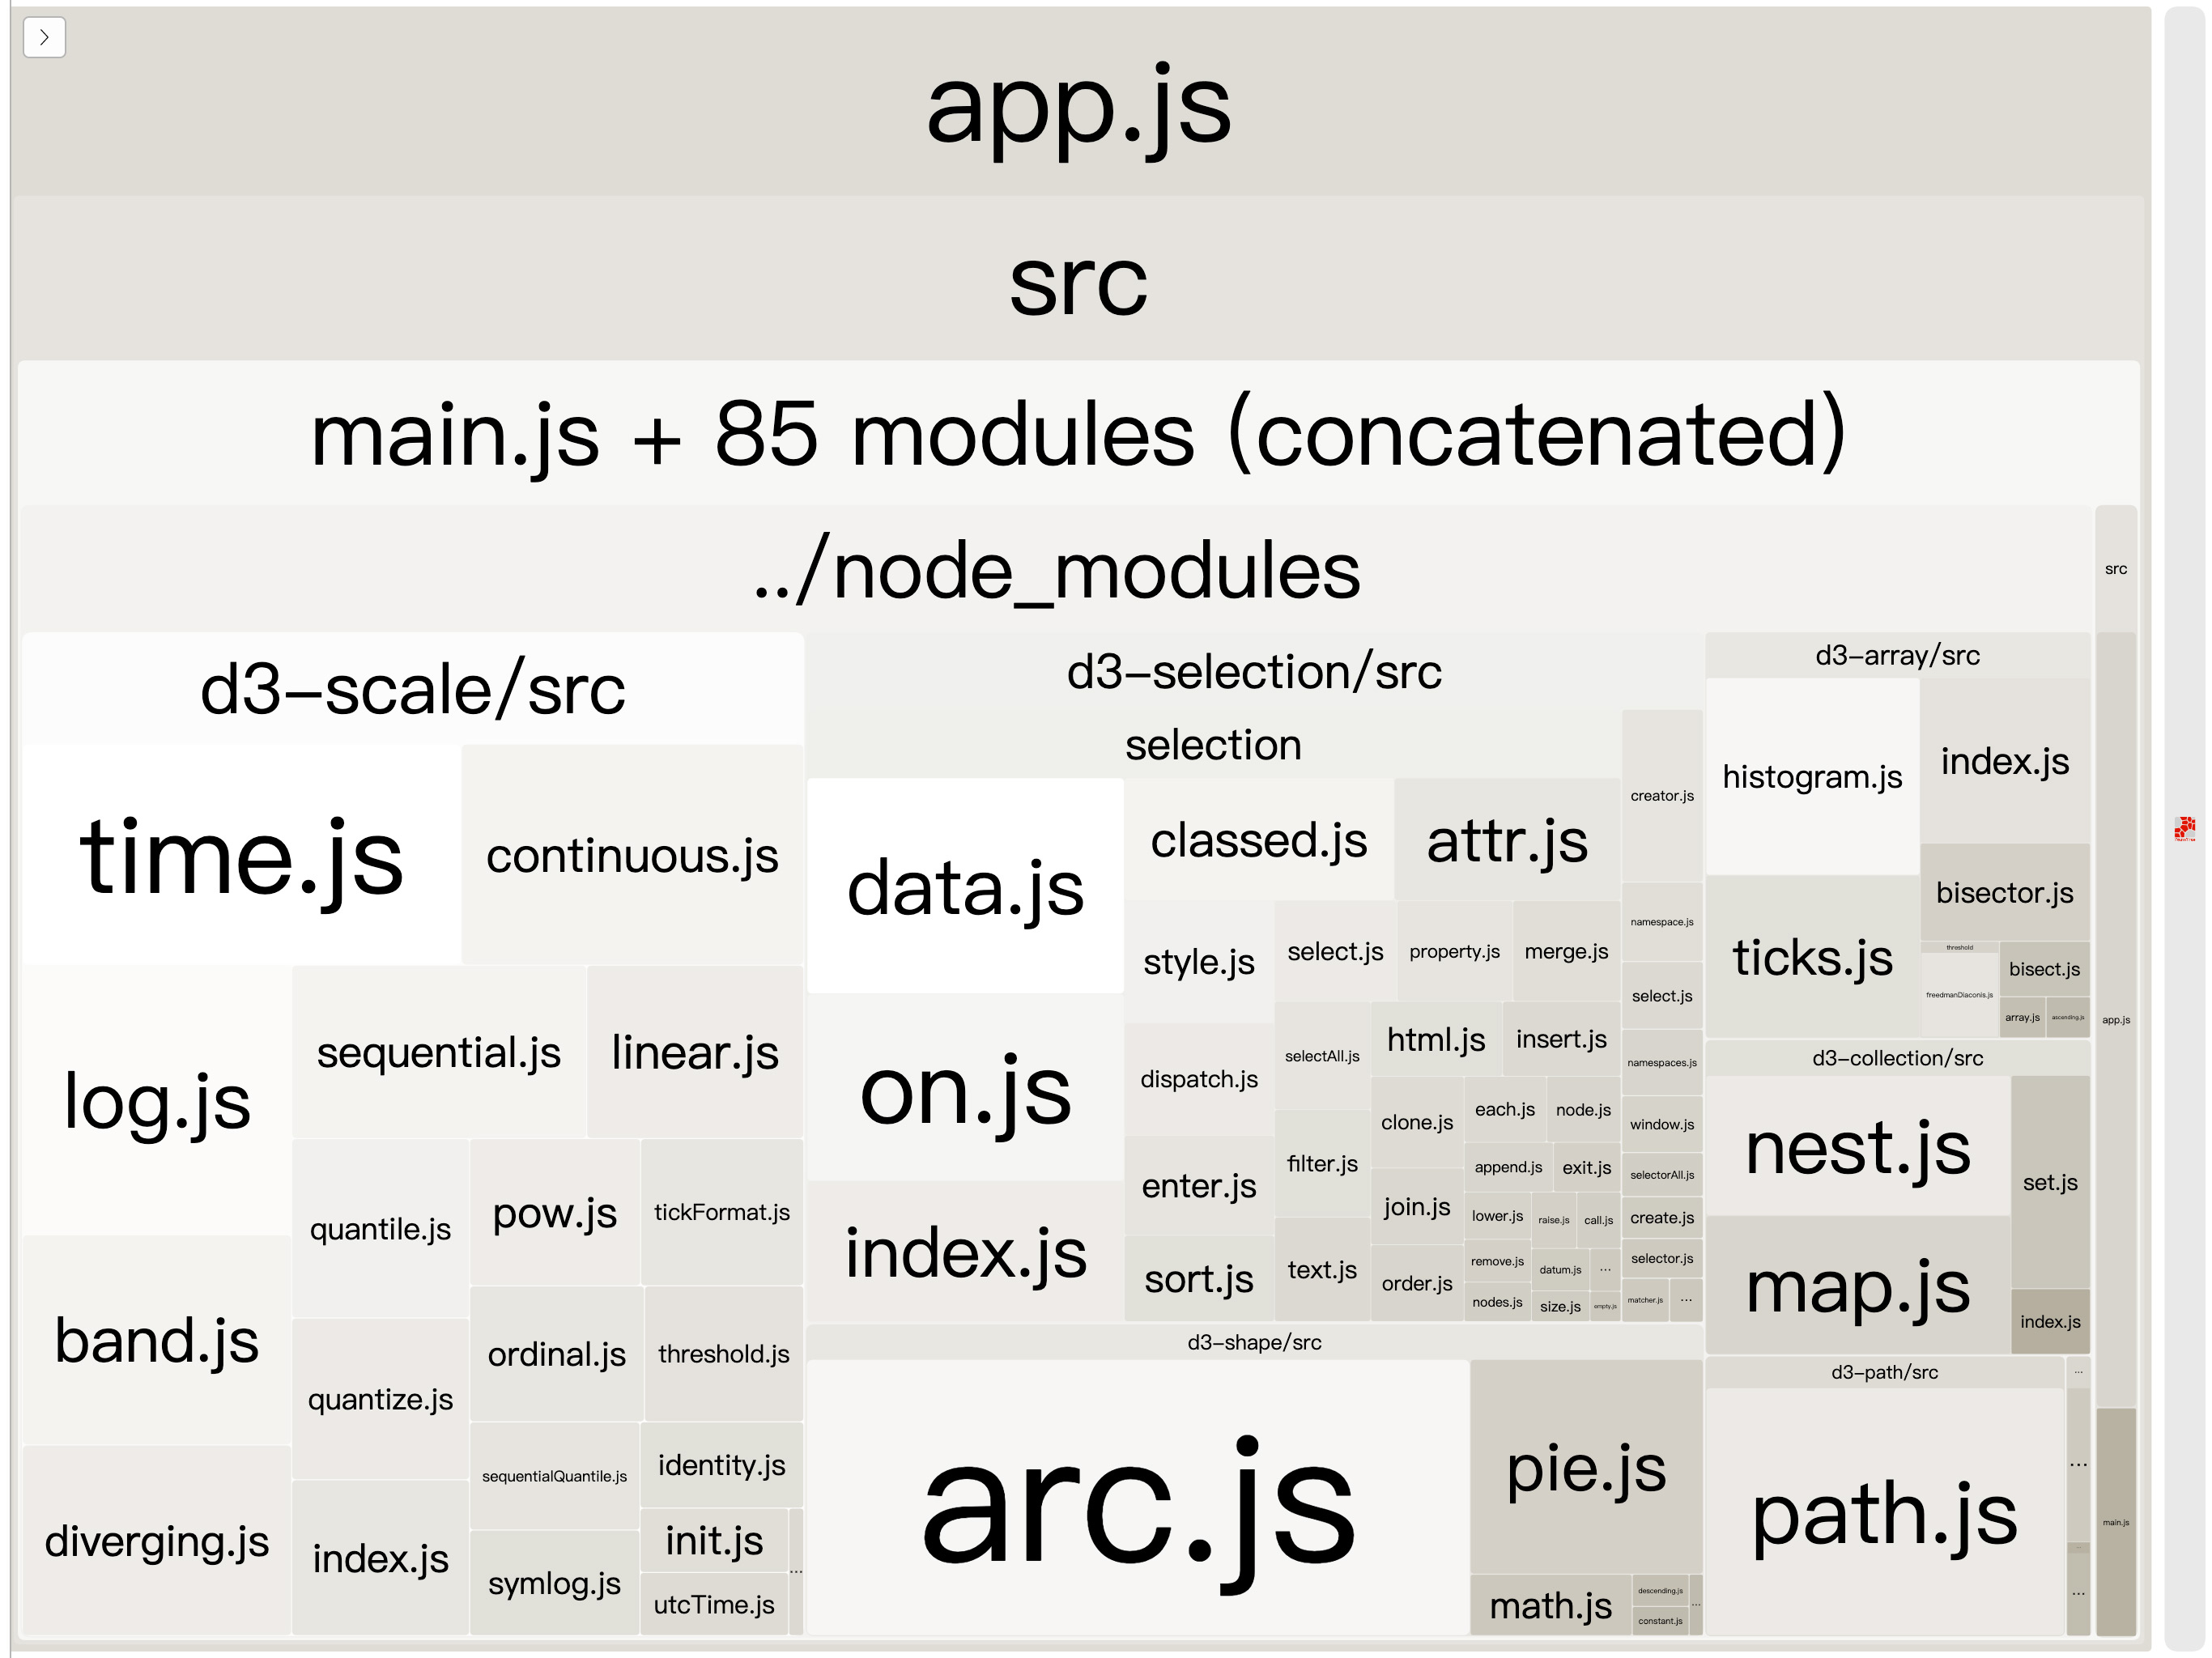 app.js
src
main.js + 85 modules (concatenated)
../node_modules
src
d3-scale/src
time.js
continuous.js
log.js
sequential.js
linear.js
band.js
quantile.js
pow.js
tickFormat.js
quantize.js
ordinal.js
threshold.js
diverging.js
index.js
sequentialQuantile.js
identity.js
symlog.js
init.js
utcTime.js
...
d3-selection/src
selection
data.js
on.js
index.js
classed.js
attr.js
style.js
select.js
property.js
merge.js
dispatch.js
selectAll.js
html.js
insert.js
enter.js
filter.js
clone.js
each.js
node.js
append.js
exit.js
sort.js
text.js
join.js
order.js
lower.js
raise.js
call.js
remove.js
datum.js
...
nodes.js
size.js
empty.js
creator.js
namespace.js
select.js
namespaces.js
window.js
selectorAll.js
create.js
selector.js
matcher.js
...
d3-shape/src
arc.js
pie.js
math.js
descending.js
constant.js
...
d3-array/src
histogram.js
index.js
ticks.js
bisector.js
threshold
freedmanDiaconis.js
bisect.js
array.js
ascending.js
d3-collection/src
nest.js
map.js
set.js
index.js
d3-path/src
path.js
...
...
...
...
app.js
main.js